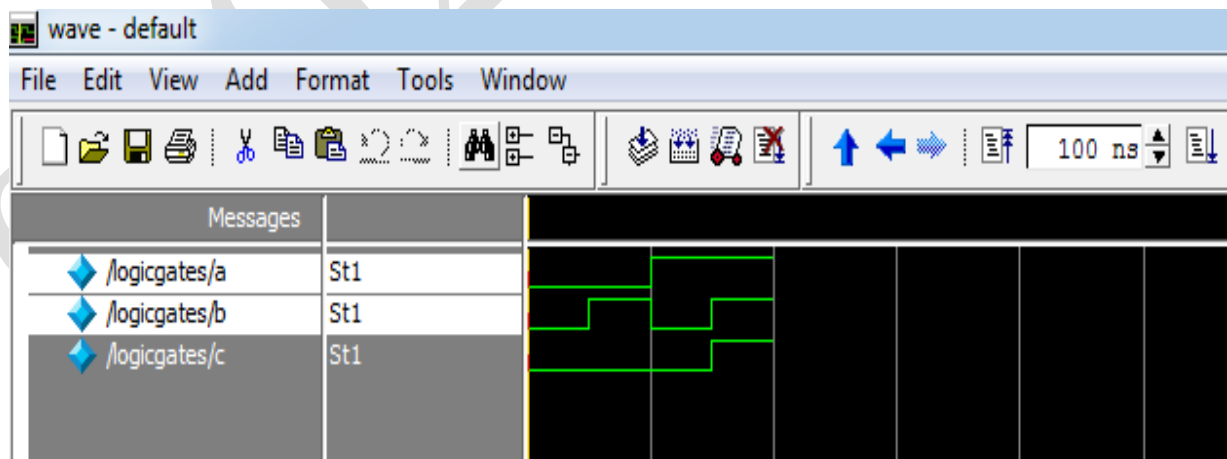 wave - default
File Edit View Add Format Tools Window
100 ns
Messages
/logicgates/a St1
/logicgates/b St1
/logicgates/c St1